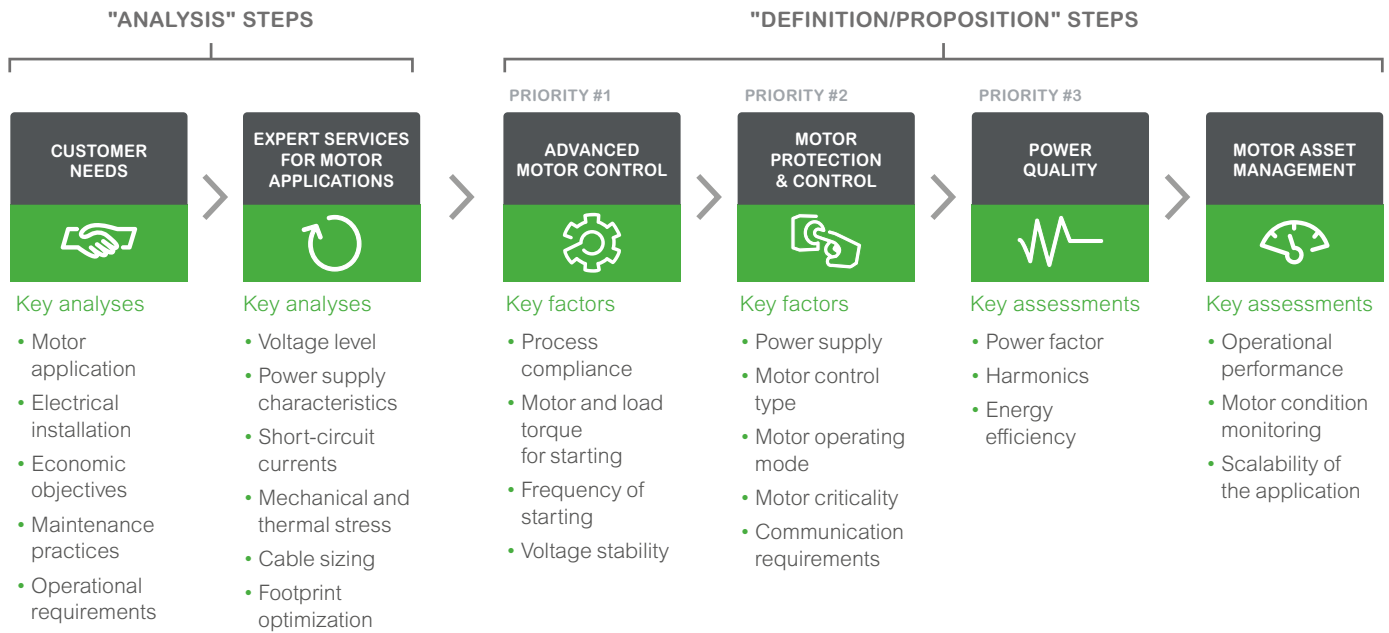 "ANALYSIS" STEPS
"DEFINITION/PROPOSITION" STEPS
CUSTOMER
NEEDS
Key analyses
• Motor
application
• Electrical
installation
• Economic
objectives
• Maintenance
practices
• Operational
requirements
EXPERT SERVICES
FOR MOTOR
APPLICATIONS
Key analyses
• Voltage level
• Power supply
characteristics
• Short-circuit
currents
• Mechanical and
thermal stress
• Cable sizing
• Footprint
optimization
PRIORITY #1
ADVANCED
MOTOR CONTROL
Key factors
• Process
compliance
• Motor and load
torque
for starting
• Frequency of
starting
• Voltage stability
PRIORITY #2
MOTOR
PROTECTION
& CONTROL
Key factors
• Power supply
• Motor control
type
• Motor operating
mode
• Motor criticality
• Communication
requirements
PRIORITY #3
POWER
QUALITY
Key assessments
• Power factor
• Harmonics
• Energy
efficiency
MOTOR ASSET
MANAGEMENT
Key assessments
• Operational
performance
• Motor condition
monitoring
• Scalability of
the application